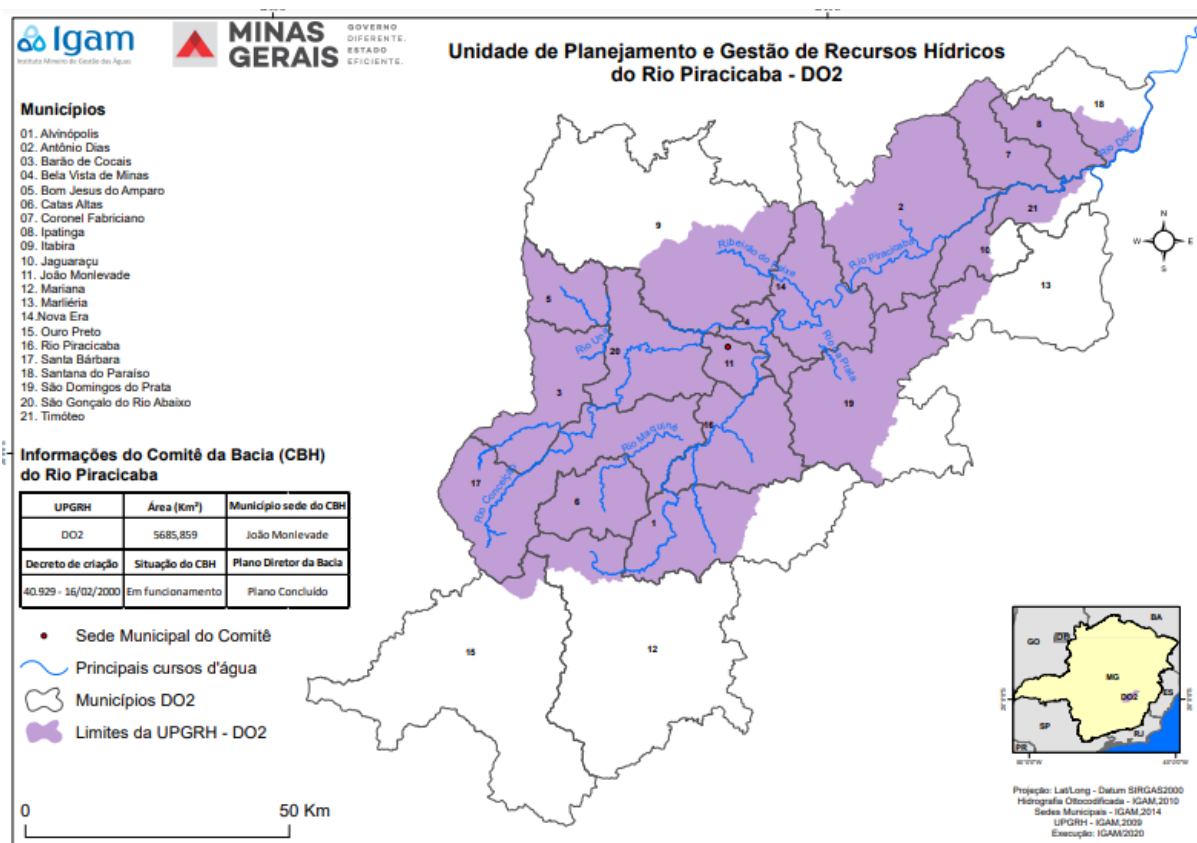 Igam
Instituto Mineiro de Gestão das Águas
MINAS
GERAIS
GOVERNO
DIFERENTE.
ESTADO
EFICIENTE.
Unidade de Planejamento e Gestão de Recursos Hídricos
do Rio Piracicaba - DO2
Municípios
01. Alvinópolis
02. Antônio Dias
03. Barão de Cocais
04. Bela Vista de Minas
05. Bom Jesus do Amparo
06. Catas Altas
07. Coronel Fabriciano
08. Ipatinga
09. Itabira
10. Jaguaraçu
11. João Monlevade
12. Mariana
13. Marliéria
14.Nova Era
15. Ouro Preto
16. Rio Piracicaba
17. Santa Bárbara
18. Santana do Paraíso
19. São Domingos do Prata
20. São Gonçalo do Rio Abaixo
21. Timóteo
Informações do Comitê da Bacia (CBH)
do Rio Piracicaba
UPGRH Área (Km²) Município sede do CBH
DO2 5685,859 João Monlevade
Decreto de criação Situação do CBH Plano Diretor da Bacia
40.929 - 16/02/2000 Em funcionamento Plano Concluído
Sede Municipal do Comitê
Principais cursos d'água
Municípios DO2
Limites da UPGRH - DO2
0 50 Km
18
8
Rio Doce
7
2
21
9
Ribeirão do Peixe
Rio Piracicaba
10
13
14
5
4
Rio Una
20
11
Rio da Prata
3
19
16
Rio Maquiné
17
Rio Conceição
6
1
15
12
N
W E
S
BA
GO
DF
MG
DO2
ES
SP
RJ
PR
Projeção: Lat/Long - Datum SIRGAS2000
Hidrografia Ottocodificada - IGAM,2010
Sedes Municipais - IGAM,2014
UPGRH - IGAM,2009
Execução: IGAM/2020